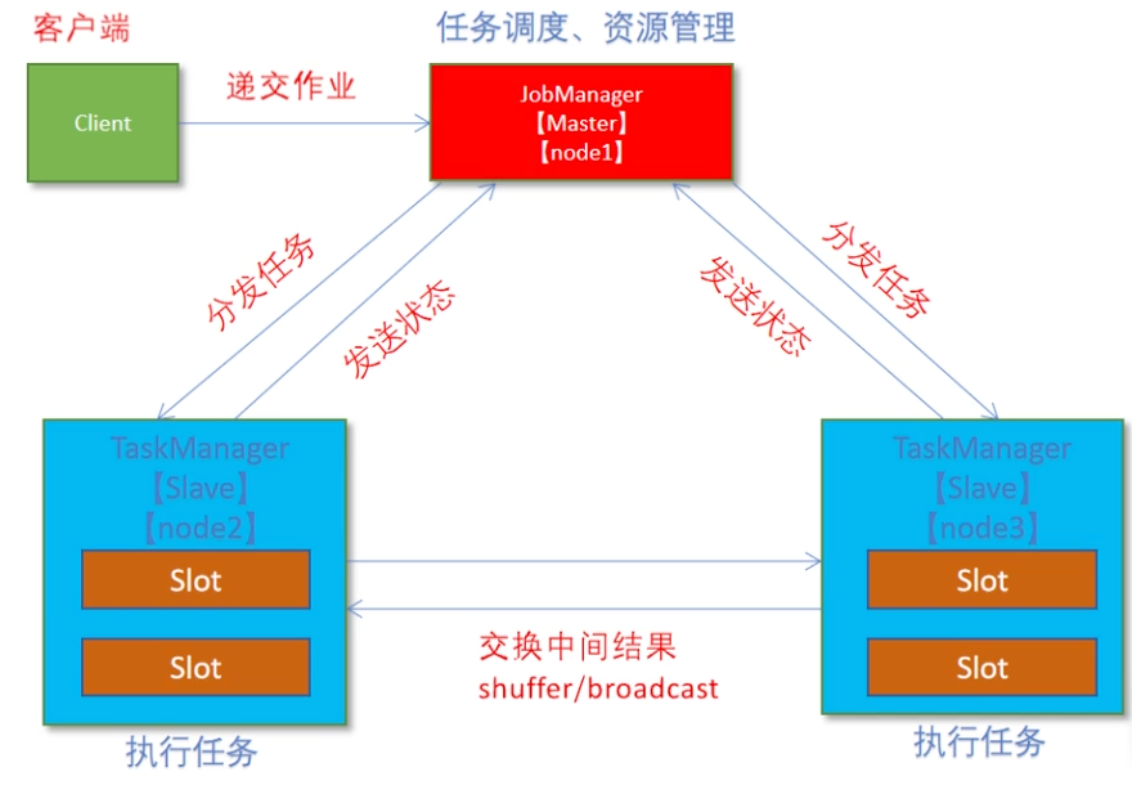 客户端
任务调度、资源管理
递交作业
Client
JobManager
【Master】
【node1】
分发任务
发送状态
发送状态
分发任务
TaskManager
【Slave】
【node2】
Slot
Slot
TaskManager
【Slave】
【node3】
Slot
Slot
交换中间结果
shuffer/broadcast
执行任务
执行任务